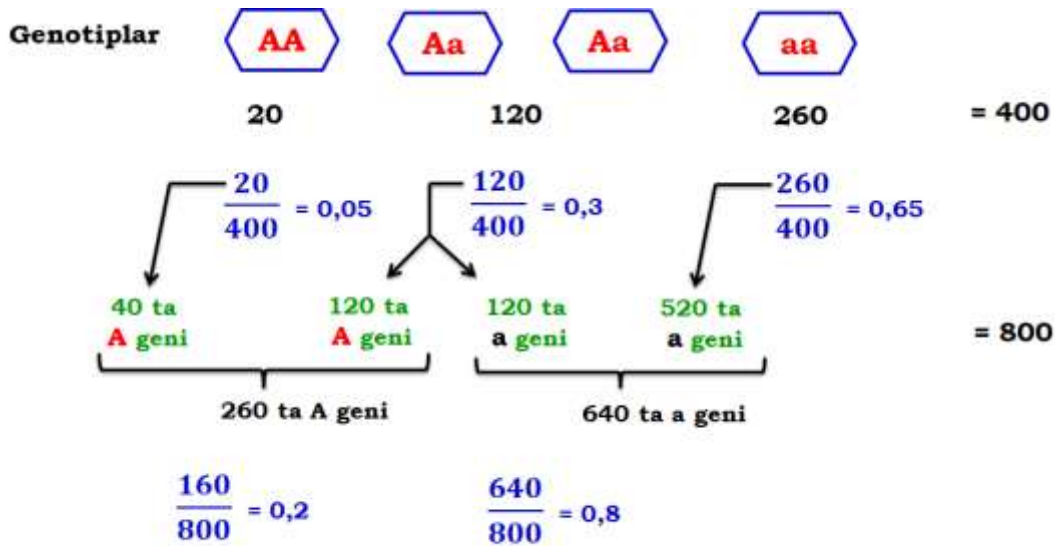 Genotiplar AA Aa Aa aa
20 120 260 = 400
20/400 = 0,05 120/400 = 0,3 260/400 = 0,65
40 ta 120 ta 120 ta 520 ta
A geni A geni a geni a geni = 800
260 ta A geni 640 ta a geni
160/800 = 0,2 640/800 = 0,8